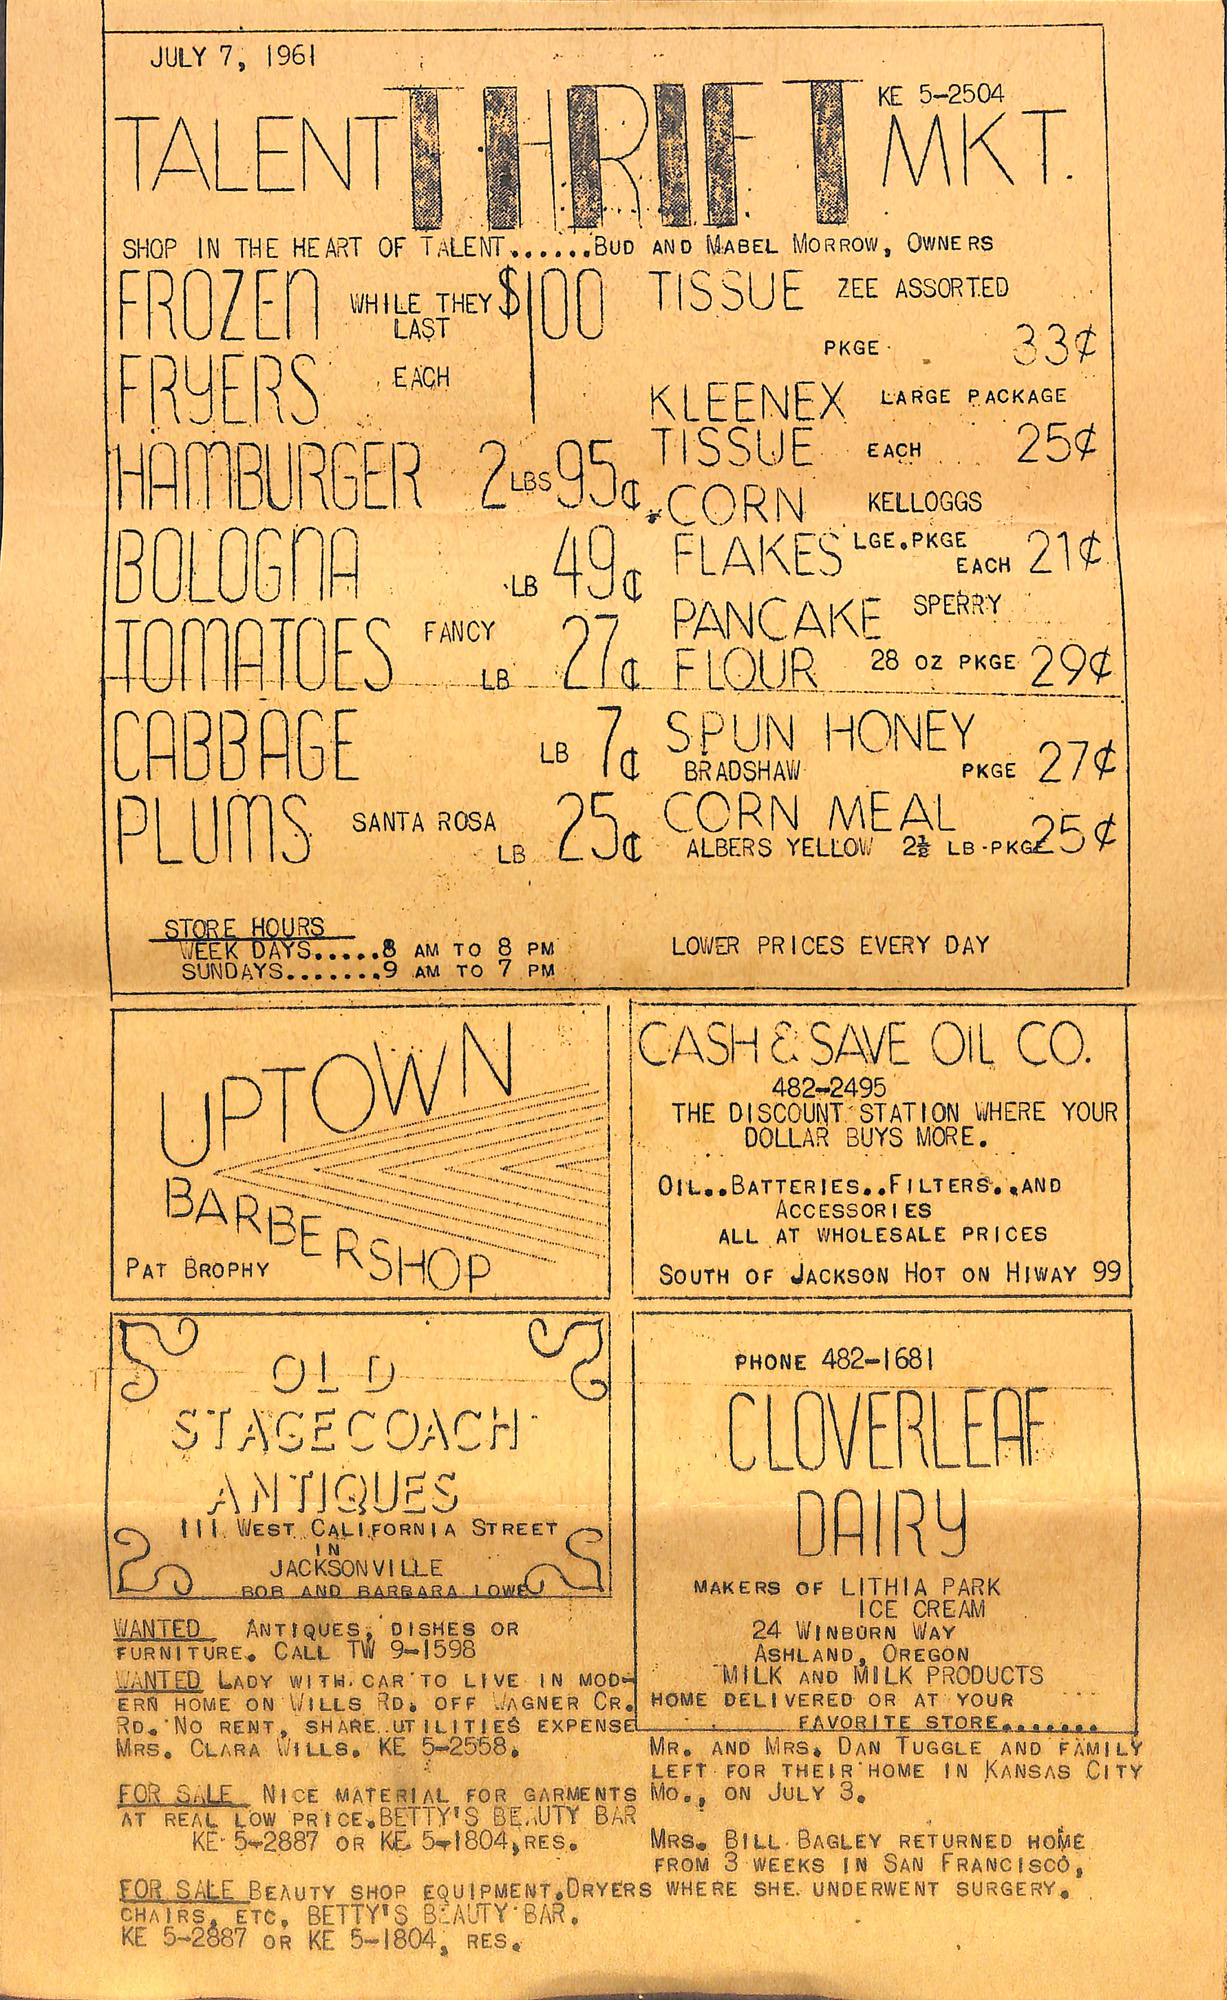 JULY 7, 1961
KE 5-2504
TALENT THRIFT MKT.
SHOP IN THE HEART OF TALENT......BUD AND MABEL MORROW, OWNERS
FROZEN WHILE THEY LAST $1.00
FRYERS EACH
HAMBURGER 2 LBS 95¢
BOLOGNA LB 49¢
TOMATOES FANCY LB 27¢
CABBAGE LB 7¢
PLUMS SANTA ROSA LB 25¢
TISSUE ZEE ASSORTED
PKGE 33¢
KLEENEX LARGE PACKAGE
TISSUE EACH 25¢
CORN KELLOGGS
FLAKES LGE.PKGE EACH 21¢
PANCAKE SPERRY
FLOUR 28 OZ PKGE 29¢
SPUN HONEY
BRADSHAW PKGE 27¢
CORN MEAL
ALBERS YELLOW 2½ LB-PKGE 25¢
STORE HOURS
WEEK DAYS......8 AM TO 8 PM
SUNDAYS........9 AM TO 7 PM
LOWER PRICES EVERY DAY
UPTOWN
BARBERSHOP
PAT BROPHY
CASH & SAVE OIL CO.
482-2495
THE DISCOUNT STATION WHERE YOUR
DOLLAR BUYS MORE.
OIL..BATTERIES..FILTERS..AND
ACCESSORIES
ALL AT WHOLESALE PRICES
SOUTH OF JACKSON HOT ON HIWAY 99
OLD
STAGECOACH
ANTIQUES
111 WEST CALIFORNIA STREET
IN
JACKSONVILLE
BOB AND BARBARA LOWE
PHONE 482-1681
CLOVERLEAF
DAIRY
MAKERS OF LITHIA PARK
ICE CREAM
24 WINBURN WAY
ASHLAND, OREGON
MILK AND MILK PRODUCTS
HOME DELIVERED OR AT YOUR
FAVORITE STORE.......
WANTED ANTIQUES, DISHES OR
FURNITURE. CALL TW 9-1598
WANTED LADY WITH CAR TO LIVE IN MOD-
ERN HOME ON WILLS RD. OFF WAGNER CR.
RD. NO RENT, SHARE UTILITIES EXPENSE
MRS. CLARA WILLS. KE 5-2558.
FOR SALE NICE MATERIAL FOR GARMENTS
AT REAL LOW PRICE. BETTY'S BEAUTY BAR
KE 5-2887 OR KE 5-1804, RES.
FOR SALE BEAUTY SHOP EQUIPMENT. DRYERS
CHAIRS, ETC. BETTY'S BEAUTY BAR.
KE 5-2887 OR KE 5-1804, RES.
MR. AND MRS. DAN TUGGLE AND FAMILY
LEFT FOR THEIR HOME IN KANSAS CITY
MO., ON JULY 3.
MRS. BILL BAGLEY RETURNED HOME
FROM 3 WEEKS IN SAN FRANCISCO,
WHERE SHE UNDERWENT SURGERY.